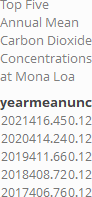 Top Five
Annual Mean
Carbon Dioxide
Concentrations
at Mona Loa
yearmeanunc
2021416.450.12
2020414.240.12
2019411.660.12
2018408.720.12
2017406.760.12